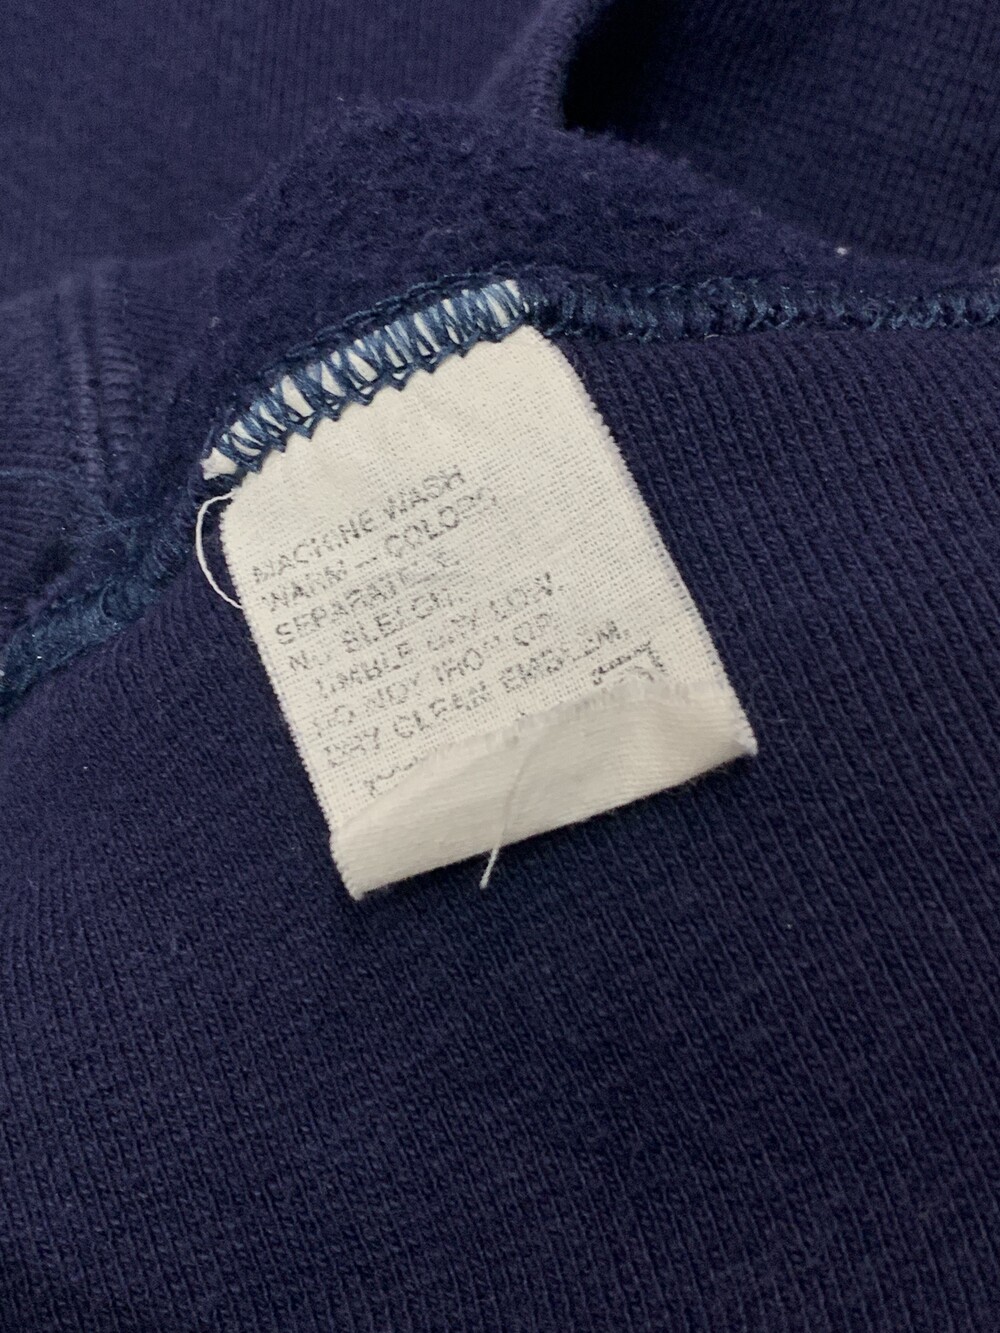 MACHINE WASH
WARM — COLORS
SEPARATELY.
NO BLEACH.
TUMBLE DRY LOW.
DO NOT IRON OR
DRY CLEAN EMBLEM.